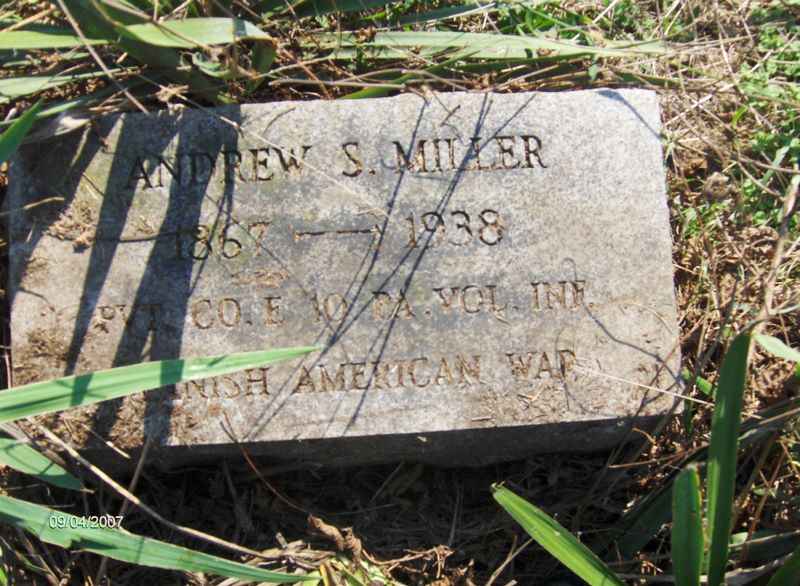 ANDREW S. MILLER
1867 — 1938
PVT. CO. E 10 PA. VOL. INF.
NISH AMERICAN WAR
09/04/2007